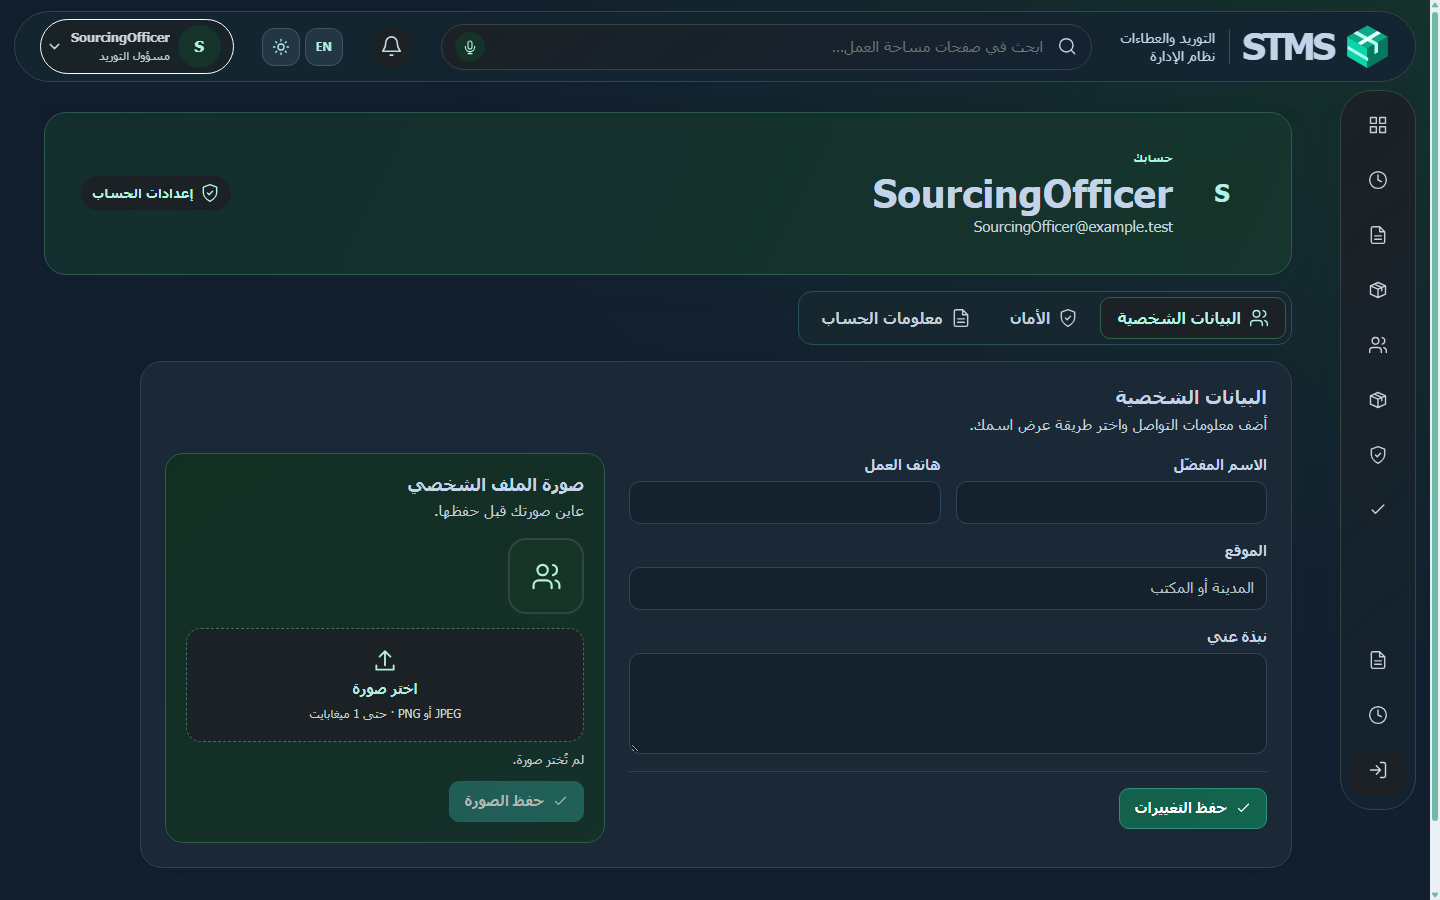 STMS
التوريد والعطاءات
نظام الإدارة
ابحث في صفحات مساحة العمل...
EN
S
SourcingOfficer
مسؤول التوريد
حسابك
S
SourcingOfficer
SourcingOfficer@example.test
إعدادات الحساب
البيانات الشخصية
الأمان
معلومات الحساب
البيانات الشخصية
أضف معلومات التواصل واختر طريقة عرض اسمك.
الاسم المفضّل
هاتف العمل
الموقع
المدينة أو المكتب
نبذة عني
حفظ التغييرات
صورة الملف الشخصي
عاين صورتك قبل حفظها.
اختر صورة
JPEG أو PNG · حتى 1 ميغابايت
لم تُختر صورة.
حفظ الصورة